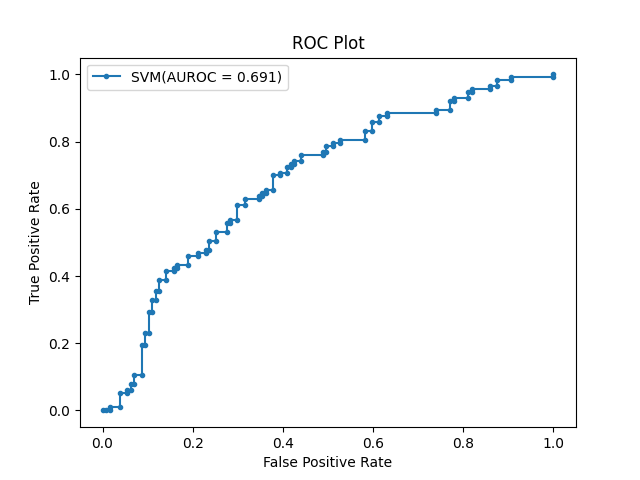 ROC Plot
SVM(AUROC = 0.691)
True Positive Rate
1.0
0.8
0.6
0.4
0.2
0.0
0.0 0.2 0.4 0.6 0.8 1.0
False Positive Rate